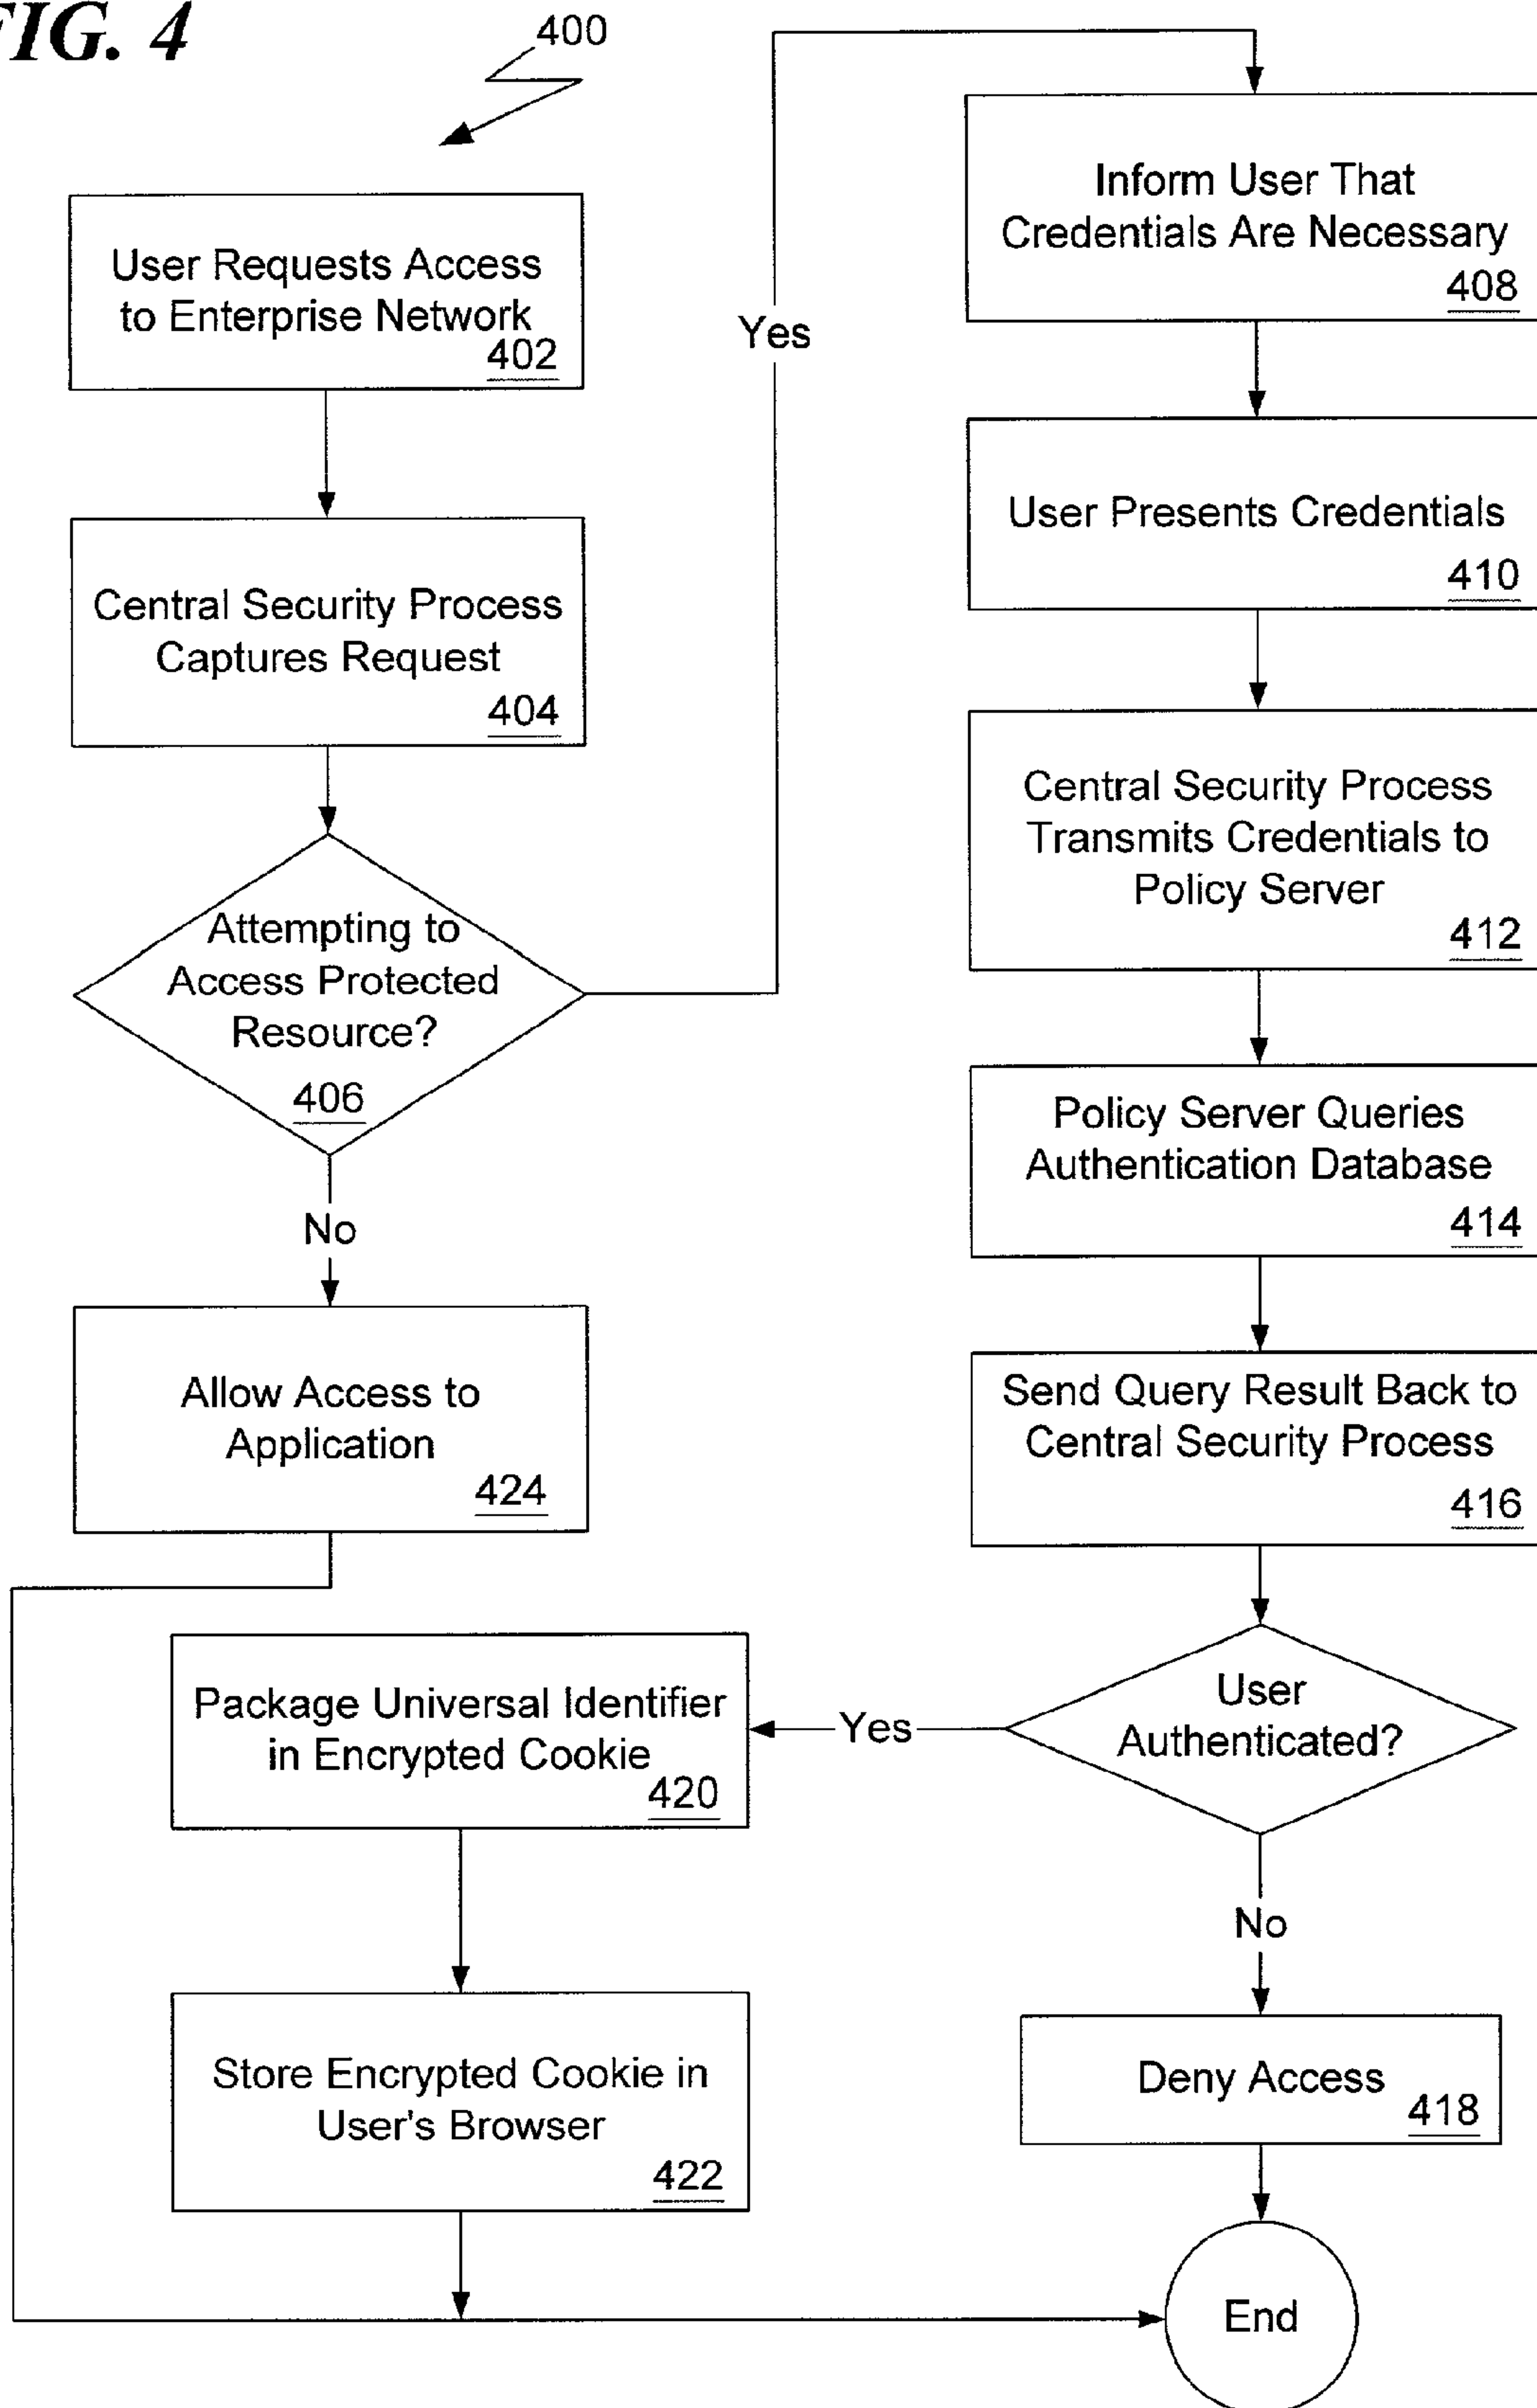 FIG. 4
400
User Requests Access
to Enterprise Network
402
Central Security Process
Captures Request
404
Attempting to
Access Protected
Resource?
406
No
Allow Access to
Application
424
Yes
Inform User That
Credentials Are Necessary
408
User Presents Credentials
410
Central Security Process
Transmits Credentials to
Policy Server
412
Policy Server Queries
Authentication Database
414
Send Query Result Back to
Central Security Process
416
User
Authenticated?
Yes
Package Universal Identifier
in Encrypted Cookie
420
Store Encrypted Cookie in
User's Browser
422
No
Deny Access
418
End